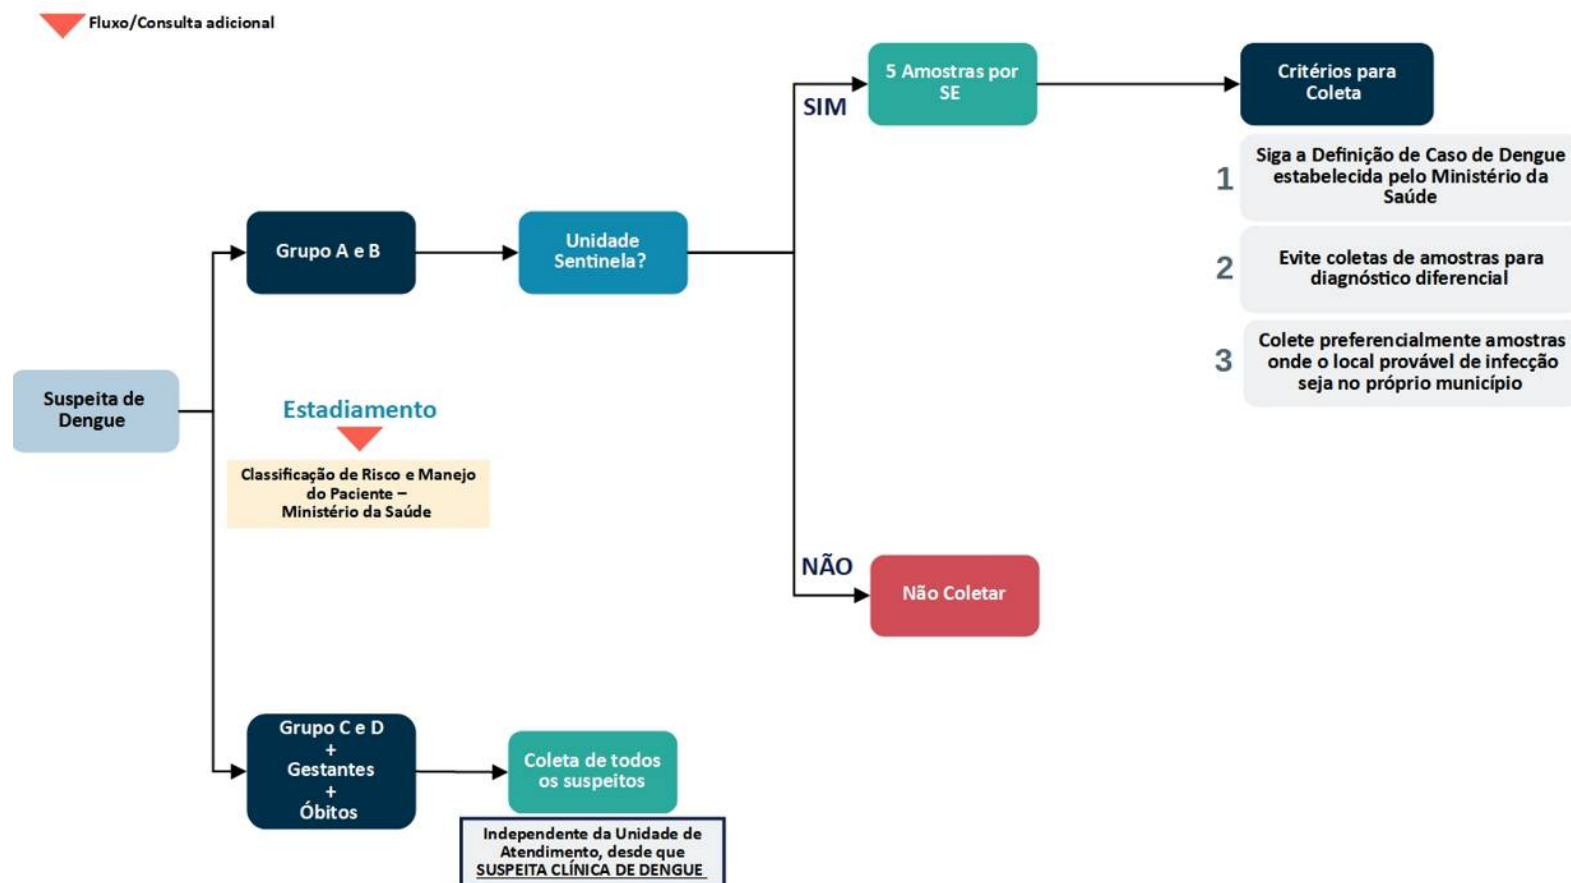 Fluxo/Consulta adicional
Suspeita de
Dengue
Grupo A e B
Unidade
Sentinela?
SIM
5 Amostras por
SE
Critérios para
Coleta
1
Siga a Definição de Caso de Dengue
estabelecida pelo Ministério da
Saúde
2
Evite coletas de amostras para
diagnóstico diferencial
3
Colete preferencialmente amostras
onde o local provável de infecção
seja no próprio município
Estadiamento
Classificação de Risco e Manejo
do Paciente –
Ministério da Saúde
NÃO
Não Coletar
Grupo C e D
+
Gestantes
+
Óbitos
Coleta de todos
os suspeitos
Independente da Unidade de
Atendimento, desde que
SUSPEITA CLÍNICA DE DENGUE